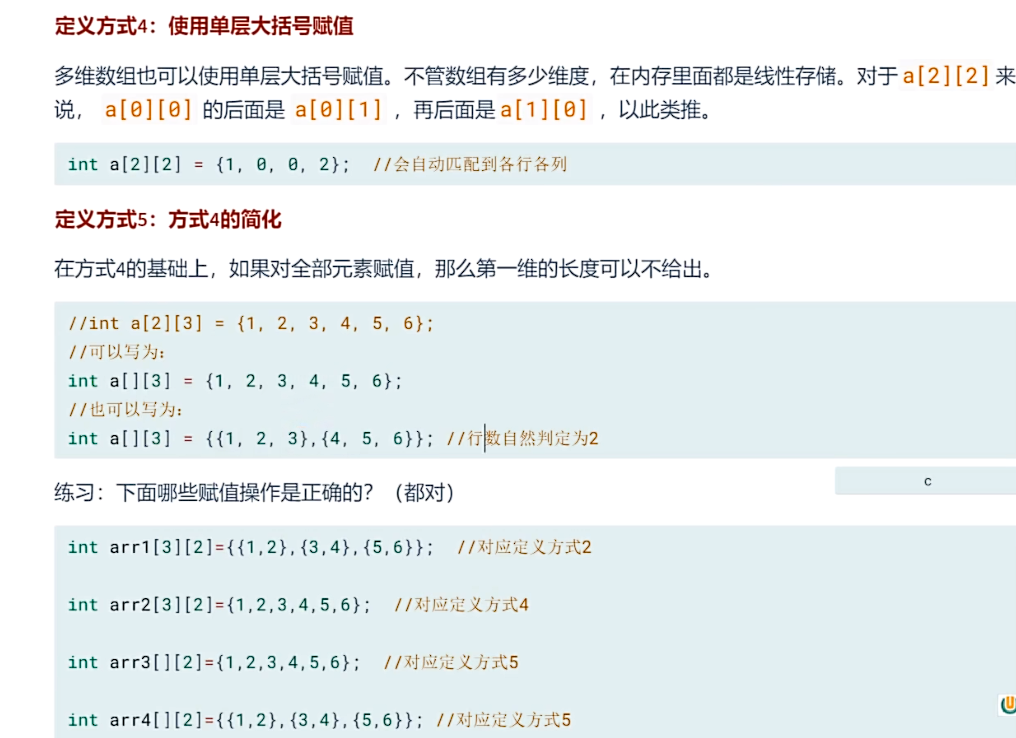 定义方式4：使用单层大括号赋值
多维数组也可以使用单层大括号赋值。不管数组有多少维度，在内存里面都是线性存储。对于 a[2][2] 来
说， a[0][0] 的后面是 a[0][1] ，再后面是 a[1][0] ，以此类推。
int a[2][2] = {1, 0, 0, 2};  //会自动匹配到各行各列
定义方式5：方式4的简化
在方式4的基础上，如果对全部元素赋值，那么第一维的长度可以不给出。
//int a[2][3] = {1, 2, 3, 4, 5, 6};
//可以写为：
int a[][3] = {1, 2, 3, 4, 5, 6};
//也可以写为：
int a[][3] = {{1, 2, 3},{4, 5, 6}}; //行数自然判定为2
c
练习：下面哪些赋值操作是正确的？（都对）
int arr1[3][2]={{1,2},{3,4},{5,6}};  //对应定义方式2
int arr2[3][2]={1,2,3,4,5,6};  //对应定义方式4
int arr3[][2]={1,2,3,4,5,6};  //对应定义方式5
int arr4[][2]={{1,2},{3,4},{5,6}}; //对应定义方式5